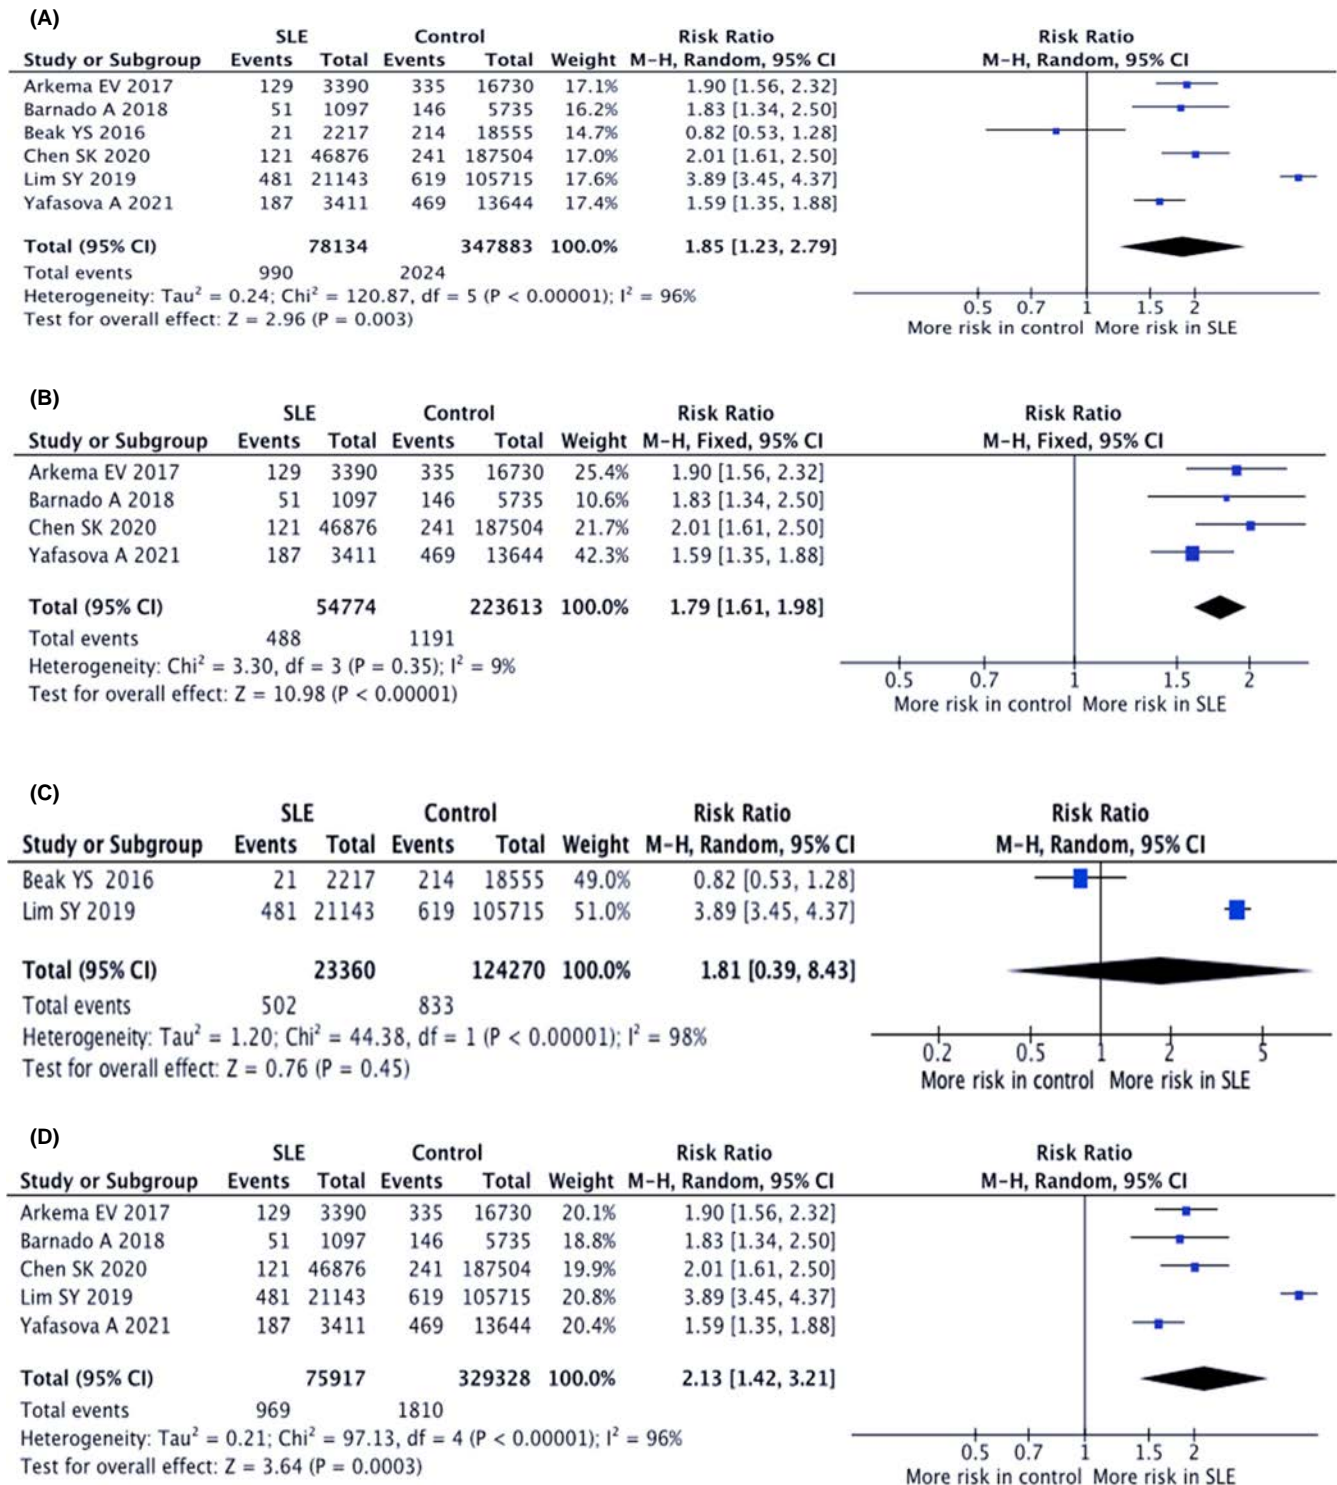 (A)
SLE Control Risk Ratio Risk Ratio
Study or Subgroup Events Total Events Total Weight M-H, Random, 95% CI M-H, Random, 95% CI
Arkema EV 2017 129 3390 335 16730 17.1% 1.90 [1.56, 2.32]
Barnado A 2018 51 1097 146 5735 16.2% 1.83 [1.34, 2.50]
Beak YS 2016 21 2217 214 18555 14.7% 0.82 [0.53, 1.28]
Chen SK 2020 121 46876 241 187504 17.0% 2.01 [1.61, 2.50]
Lim SY 2019 481 21143 619 105715 17.6% 3.89 [3.45, 4.37]
Yafasova A 2021 187 3411 469 13644 17.4% 1.59 [1.35, 1.88]
Total (95% CI) 78134 347883 100.0% 1.85 [1.23, 2.79]
Total events 990 2024
Heterogeneity: Tau² = 0.24; Chi² = 120.87, df = 5 (P < 0.00001); I² = 96%
Test for overall effect: Z = 2.96 (P = 0.003)
0.5 0.7 1 1.5 2
More risk in control More risk in SLE
(B)
SLE Control Risk Ratio Risk Ratio
Study or Subgroup Events Total Events Total Weight M-H, Fixed, 95% CI M-H, Fixed, 95% CI
Arkema EV 2017 129 3390 335 16730 25.4% 1.90 [1.56, 2.32]
Barnado A 2018 51 1097 146 5735 10.6% 1.83 [1.34, 2.50]
Chen SK 2020 121 46876 241 187504 21.7% 2.01 [1.61, 2.50]
Yafasova A 2021 187 3411 469 13644 42.3% 1.59 [1.35, 1.88]
Total (95% CI) 54774 223613 100.0% 1.79 [1.61, 1.98]
Total events 488 1191
Heterogeneity: Chi² = 3.30, df = 3 (P = 0.35); I² = 9%
Test for overall effect: Z = 10.98 (P < 0.00001)
0.5 0.7 1 1.5 2
More risk in control More risk in SLE
(C)
SLE Control Risk Ratio Risk Ratio
Study or Subgroup Events Total Events Total Weight M-H, Random, 95% CI M-H, Random, 95% CI
Beak YS 2016 21 2217 214 18555 49.0% 0.82 [0.53, 1.28]
Lim SY 2019 481 21143 619 105715 51.0% 3.89 [3.45, 4.37]
Total (95% CI) 23360 124270 100.0% 1.81 [0.39, 8.43]
Total events 502 833
Heterogeneity: Tau² = 1.20; Chi² = 44.38, df = 1 (P < 0.00001); I² = 98%
Test for overall effect: Z = 0.76 (P = 0.45)
0.2 0.5 1 2 5
More risk in control More risk in SLE
(D)
SLE Control Risk Ratio Risk Ratio
Study or Subgroup Events Total Events Total Weight M-H, Random, 95% CI M-H, Random, 95% CI
Arkema EV 2017 129 3390 335 16730 20.1% 1.90 [1.56, 2.32]
Barnado A 2018 51 1097 146 5735 18.8% 1.83 [1.34, 2.50]
Chen SK 2020 121 46876 241 187504 19.9% 2.01 [1.61, 2.50]
Lim SY 2019 481 21143 619 105715 20.8% 3.89 [3.45, 4.37]
Yafasova A 2021 187 3411 469 13644 20.4% 1.59 [1.35, 1.88]
Total (95% CI) 75917 329328 100.0% 2.13 [1.42, 3.21]
Total events 969 1810
Heterogeneity: Tau² = 0.21; Chi² = 97.13, df = 4 (P < 0.00001); I² = 96%
Test for overall effect: Z = 3.64 (P = 0.0003)
0.5 0.7 1 1.5 2
More risk in control More risk in SLE